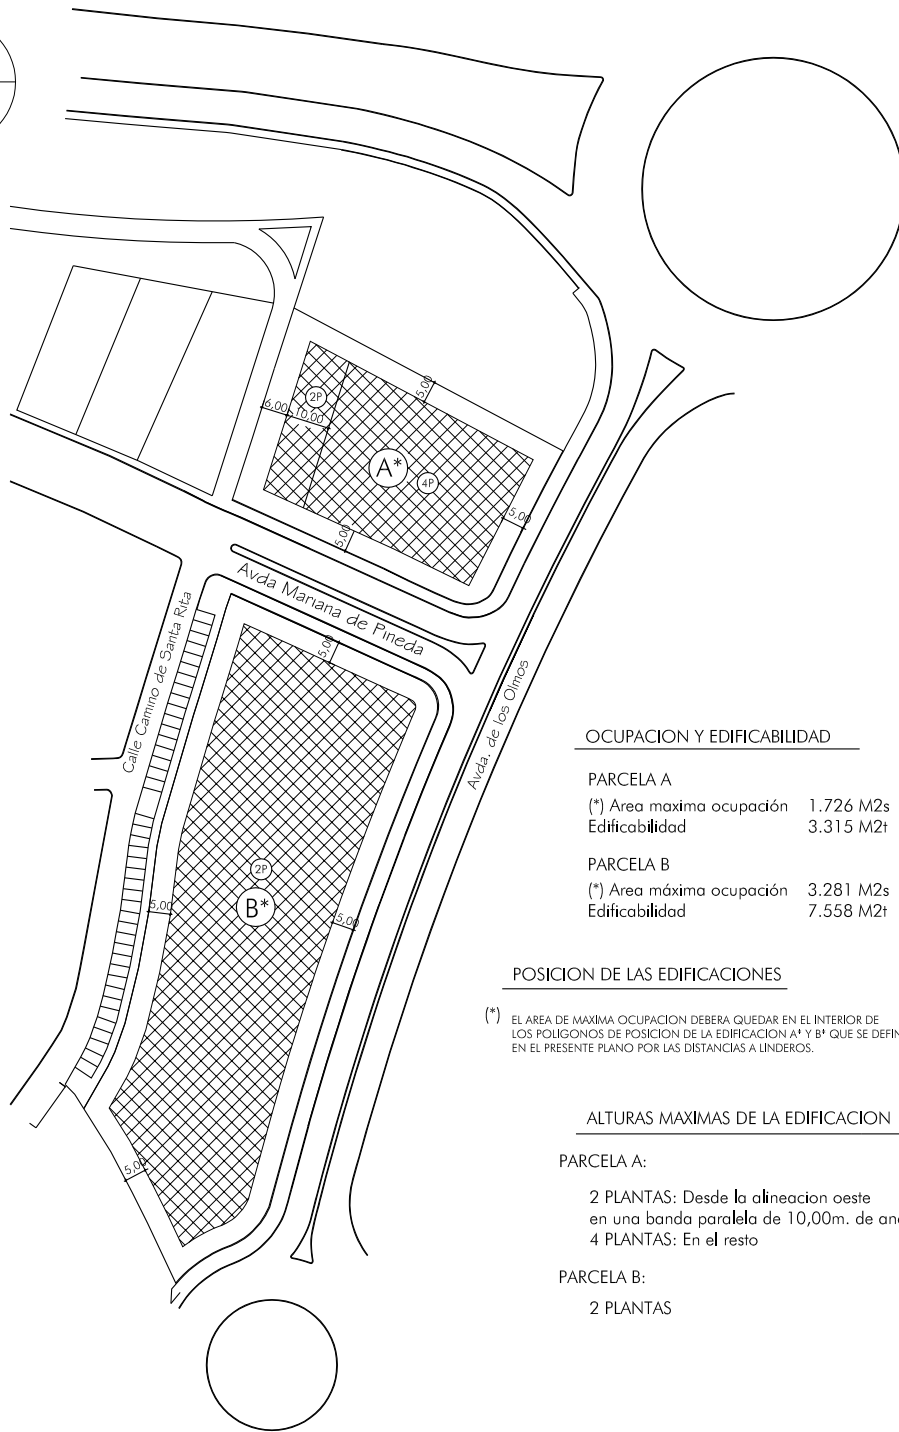 2P
5,00
6,00
10,00
A*
4P
5,00
5,00
Avda Mariana de Pineda
Calle Camino de Santa Rita
5,00
Avda. de los Olmos
2P
B*
5,00
5,00
5,00
OCUPACION Y EDIFICABILIDAD
PARCELA A
(*) Area maxima ocupación 1.726 M2s
Edificabilidad 3.315 M2t
PARCELA B
(*) Area máxima ocupación 3.281 M2s
Edificabilidad 7.558 M2t
POSICION DE LAS EDIFICACIONES
(*) EL AREA DE MAXIMA OCUPACION DEBERA QUEDAR EN EL INTERIOR DE
LOS POLIGONOS DE POSICION DE LA EDIFICACION A* Y B* QUE SE DEFIN
EN EL PRESENTE PLANO POR LAS DISTANCIAS A LINDEROS.
ALTURAS MAXIMAS DE LA EDIFICACION
PARCELA A:
2 PLANTAS: Desde la alineacion oeste
en una banda paralela de 10,00m. de
4 PLANTAS: En el resto
PARCELA B:
2 PLANTAS